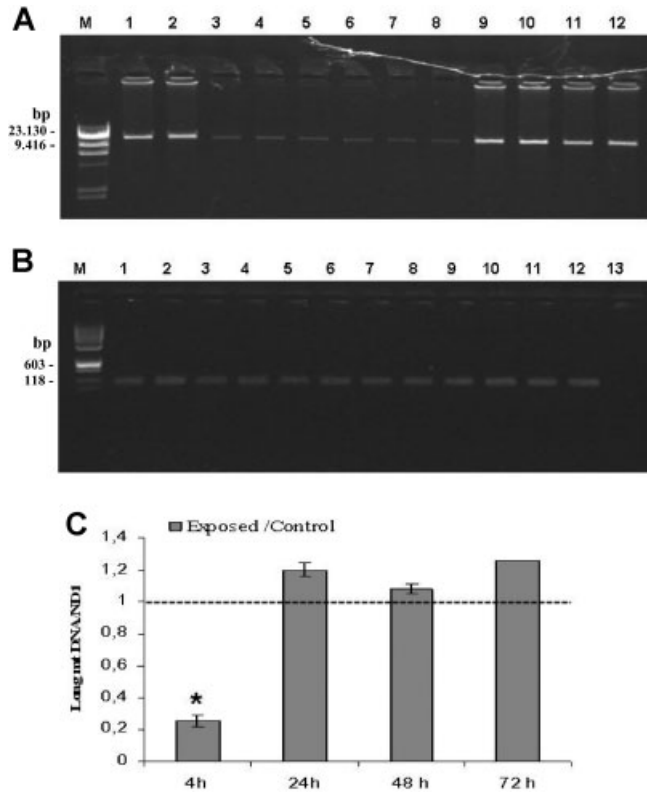 A
M 1 2 3 4 5 6 7 8 9 10 11 12
bp
23.130 -
9.416 -
B
M 1 2 3 4 5 6 7 8 9 10 11 12 13
bp
603 -
118 -
C
Exposed /Control
Long mt DNA/ND1
1,4
1,2
1
0,8
0,6
0,4
0,2
0
*
4h 24h 48 h 72 h